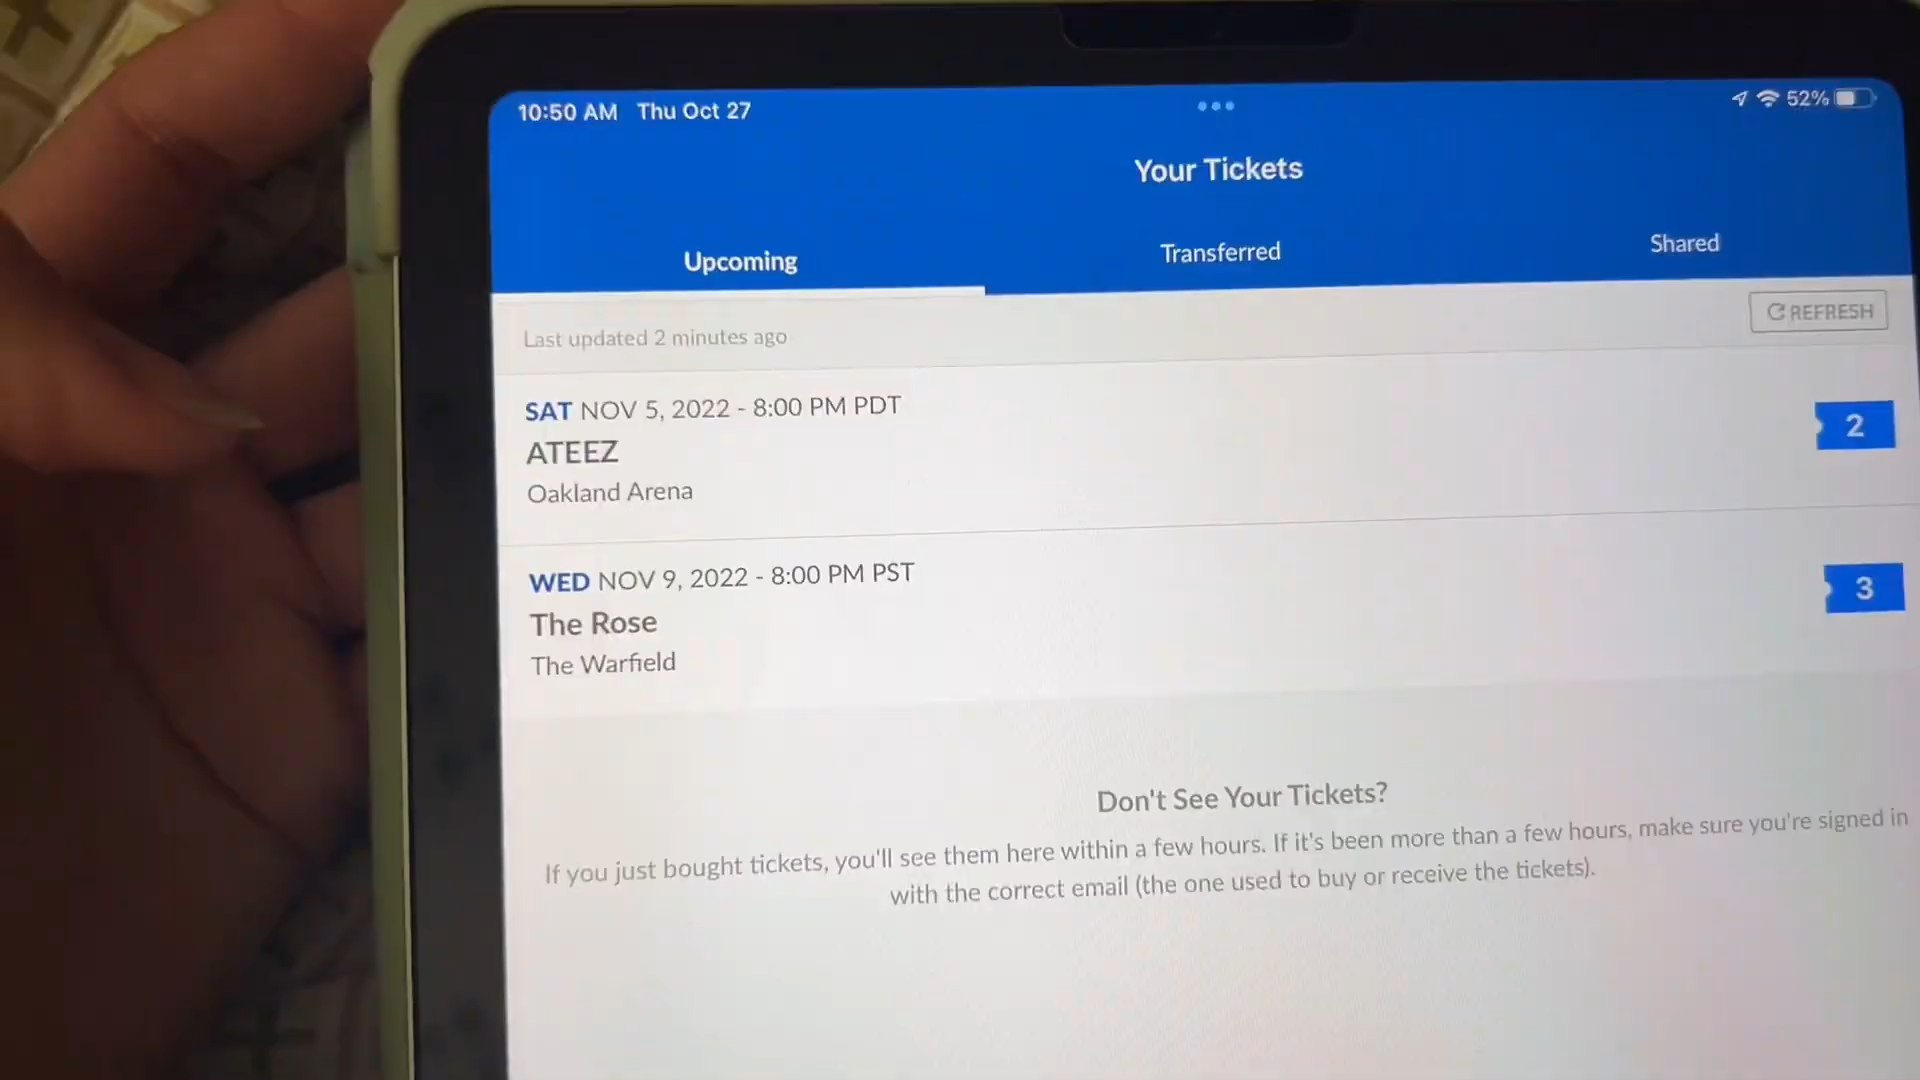 10:50 AM Thu Oct 27
52%
Your Tickets
Upcoming
Transferred
Shared
Last updated 2 minutes ago
REFRESH
SAT NOV 5, 2022 - 8:00 PM PDT
ATEEZ
Oakland Arena
2
WED NOV 9, 2022 - 8:00 PM PST
The Rose
The Warfield
3
Don't See Your Tickets?
If you just bought tickets, you'll see them here within a few hours. If it's been more than a few hours, make sure you're signed in
with the correct email (the one used to buy or receive the tickets).